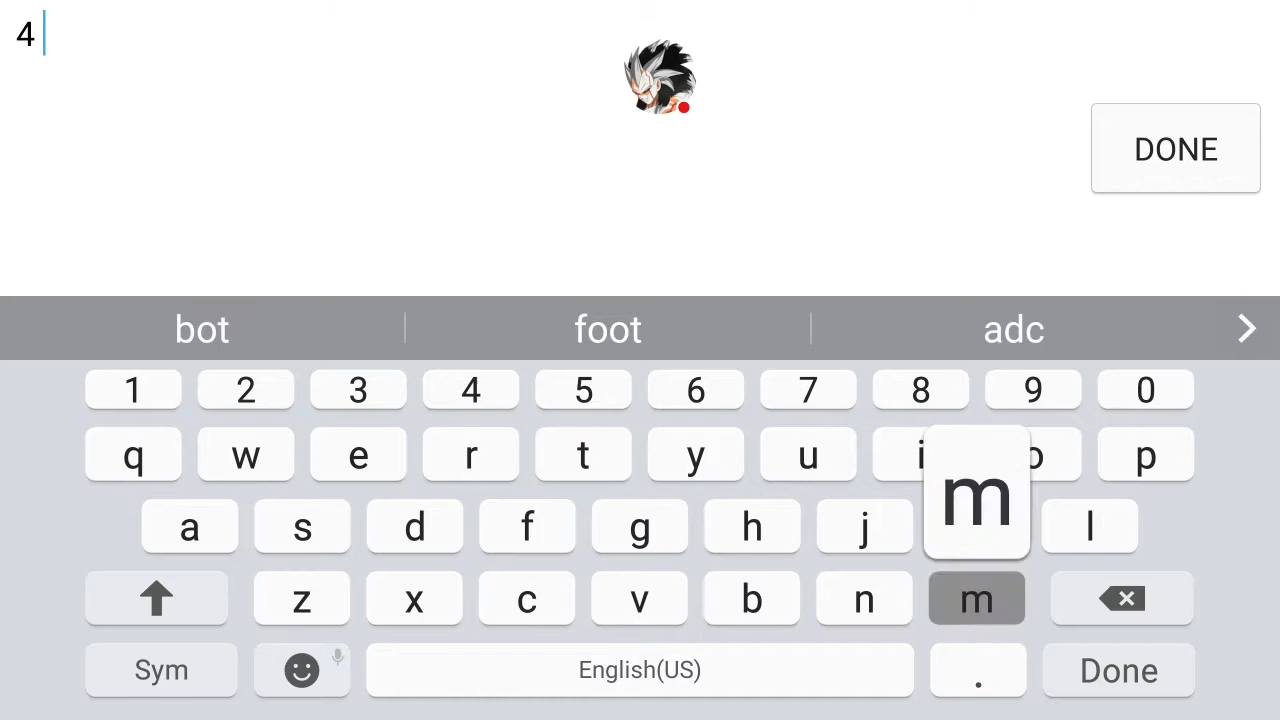 4
DONE
bot foot adc
1 2 3 4 5 6 7 8 9 0
q w e r t y u i o p
m
a s d f g h j l
z x c v b n m
Sym English(US) . Done